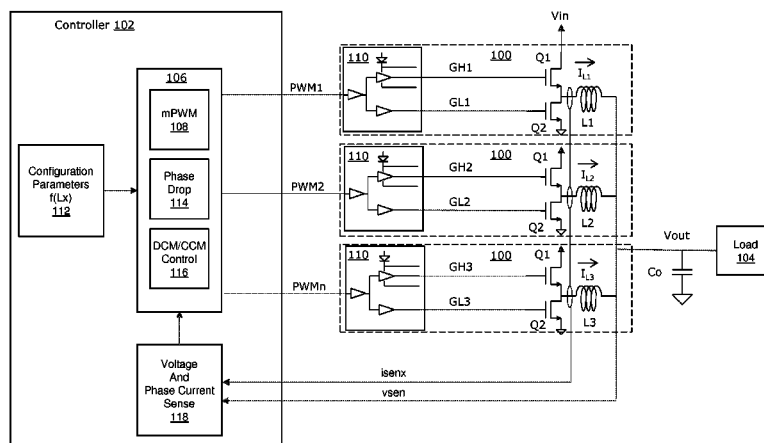 Controller 102
Vin
106
mPWM
108
Phase
Drop
114
DCM/CCM
Control
116
Configuration
Parameters
f(Lx)
112
Voltage
And
Phase Current
Sense
118
PWM1
110
GH1
GL1
100
Q1
Q2
IL1
L1
PWM2
110
GH2
GL2
100
Q1
Q2
IL2
L2
PWMn
110
GH3
GL3
100
Q1
Q2
IL3
L3
Vout
Co
Load
104
isenx
vsen